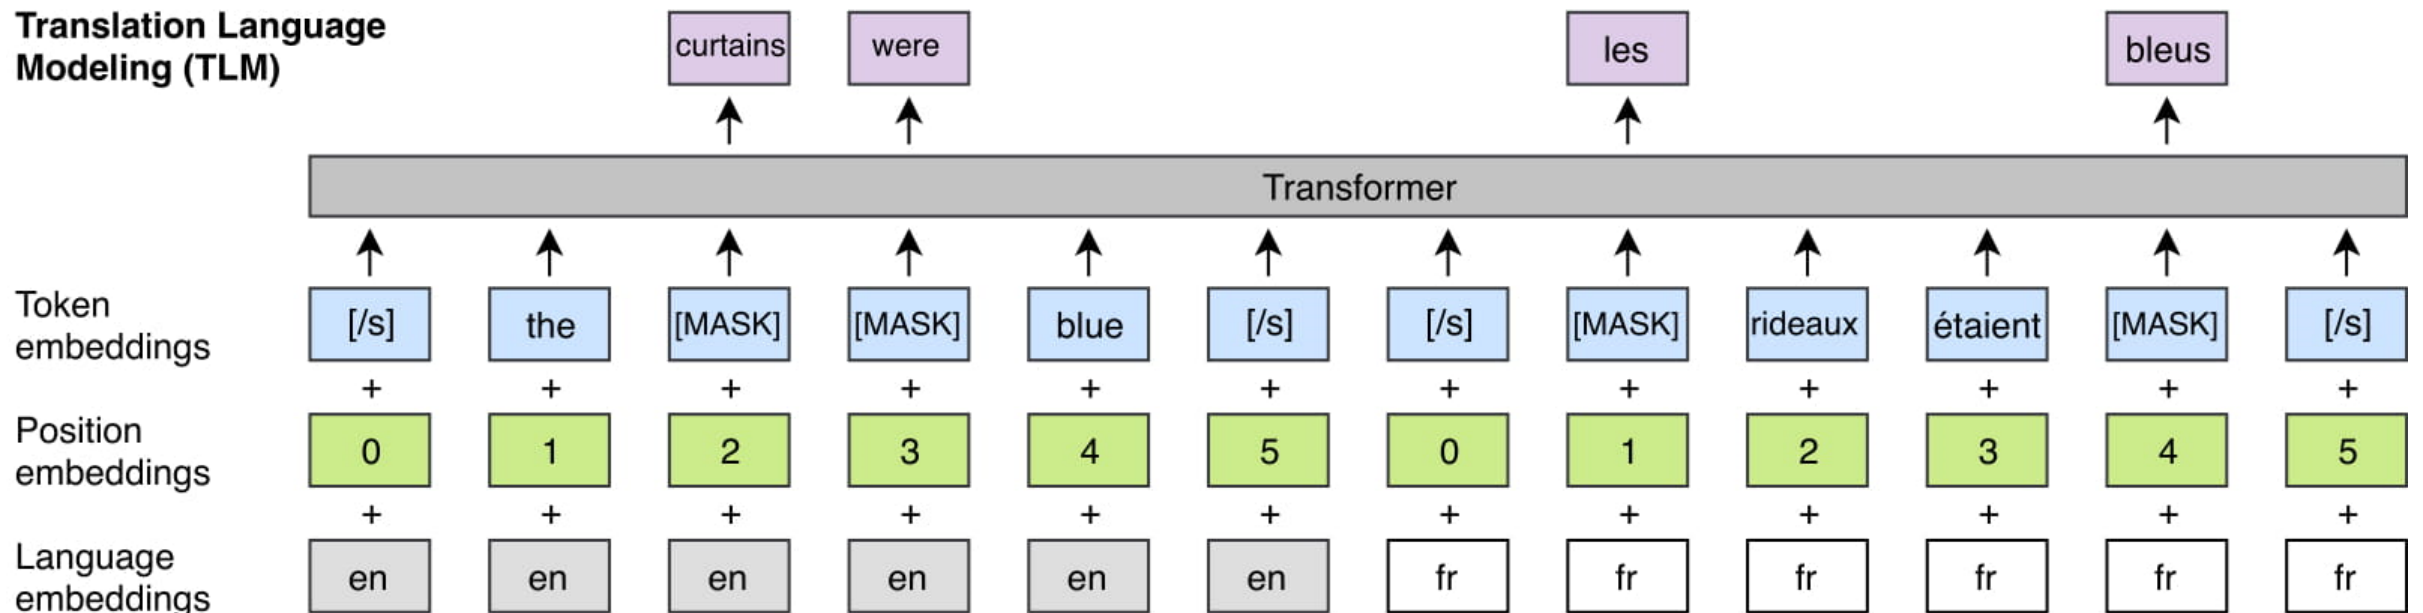 Translation Language
Modeling (TLM)
curtains were les bleus
Transformer
Token
embeddings
[/s] the [MASK] [MASK] blue [/s] [/s] [MASK] rideaux étaient [MASK] [/s]
+ + + + + + + + + + + +
Position
embeddings
0 1 2 3 4 5 0 1 2 3 4 5
+ + + + + + + + + + + +
Language
embeddings
en en en en en en fr fr fr fr fr fr